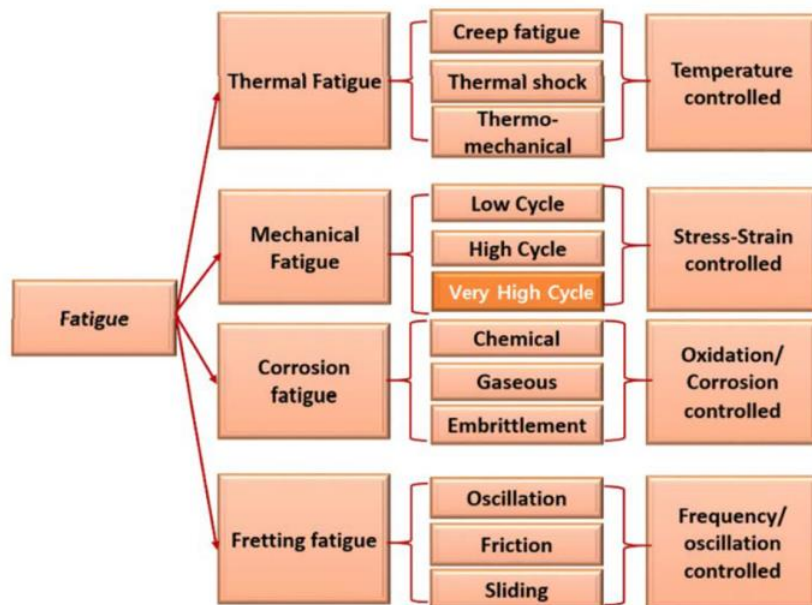 Fatigue
Thermal Fatigue
Creep fatigue
Thermal shock
Thermo-
mechanical
Temperature
controlled
Mechanical
Fatigue
Low Cycle
High Cycle
Very High Cycle
Stress-Strain
controlled
Corrosion
fatigue
Chemical
Gaseous
Embrittlement
Oxidation/
Corrosion
controlled
Fretting fatigue
Oscillation
Friction
Sliding
Frequency/
oscillation
controlled